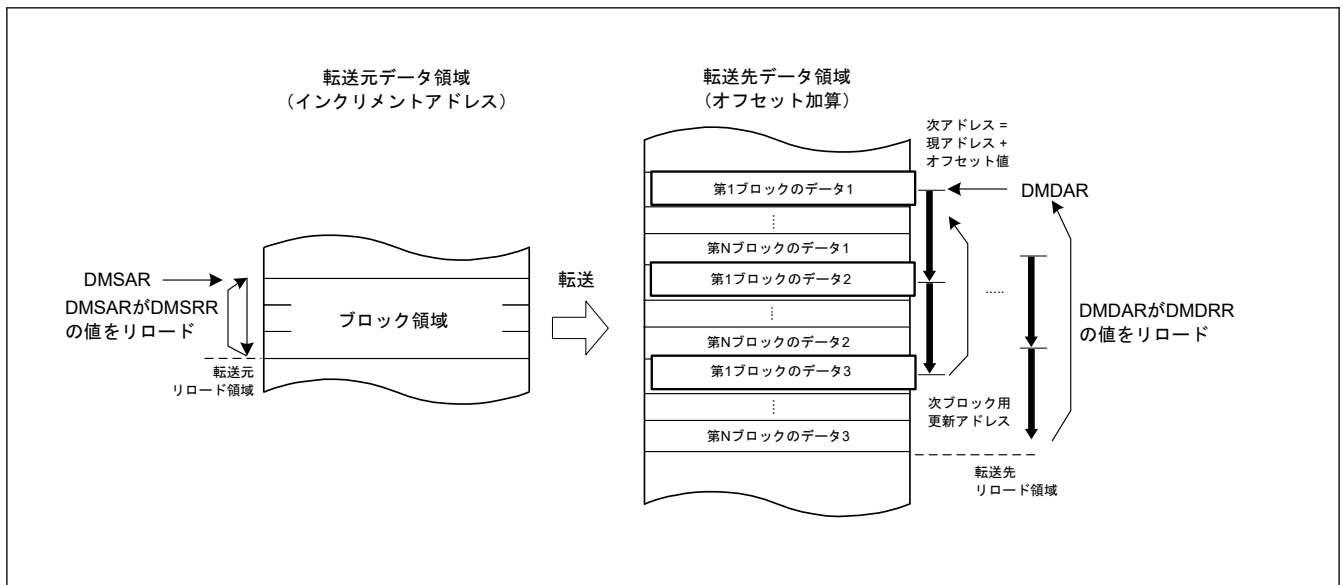 転送元データ領域
（インクリメントアドレス）
DMSAR
DMSARがDMSRR
の値をリロード
転送元
リロード領域
ブロック領域
転送
転送先データ領域
（オフセット加算）
第1ブロックのデータ1
⋮
第Nブロックのデータ1
第1ブロックのデータ2
⋮
第Nブロックのデータ2
第1ブロックのデータ3
⋮
第Nブロックのデータ3
次アドレス =
現アドレス +
オフセット値
DMDAR
.....
DMDARがDMDRR
の値をリロード
次ブロック用
更新アドレス
転送先
リロード領域